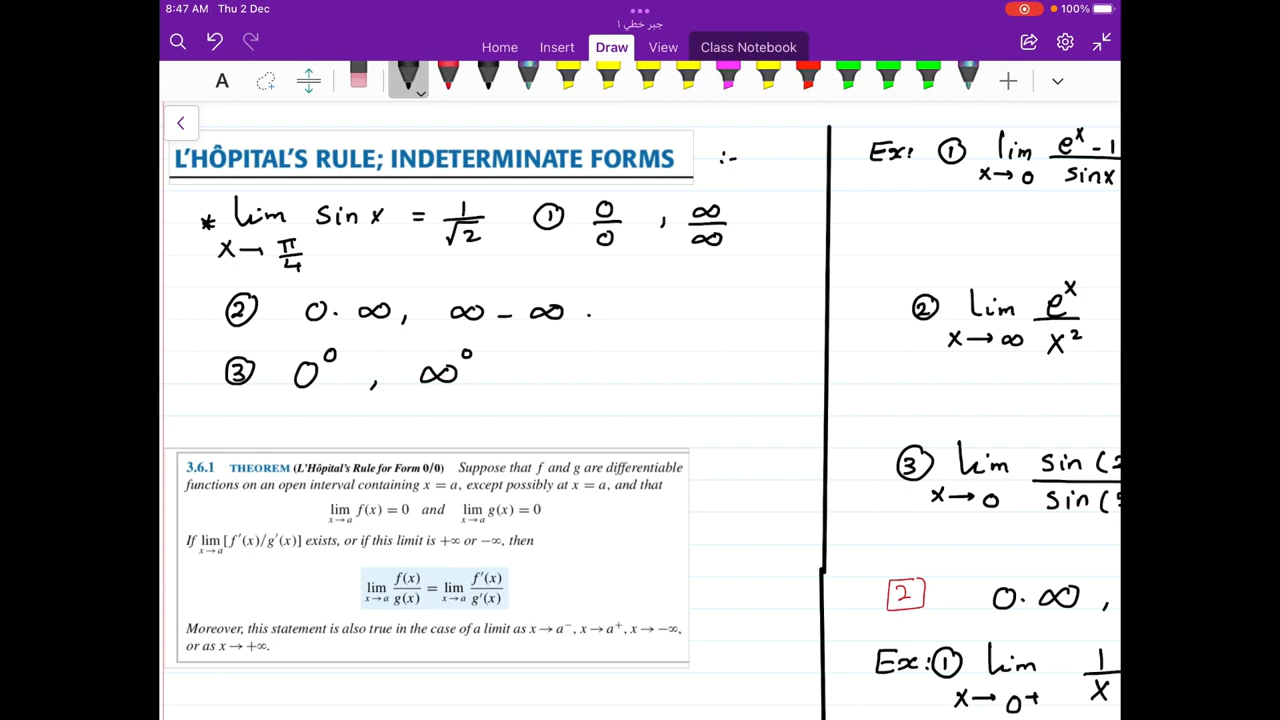 8:47 AM Thu 2 Dec
100%
جبر خطي ١
Home Insert Draw View Class Notebook
A
L'HÔPITAL'S RULE; INDETERMINATE FORMS :-
* lim x→π/4 sin x = 1/√2 ① 0/0 , ∞/∞
② 0·∞, ∞ - ∞ .
③ 0^0 , ∞^0
3.6.1 THEOREM (L'Hôpital's Rule for Form 0/0) Suppose that f and g are differentiable
functions on an open interval containing x = a, except possibly at x = a, and that
lim x→a f(x) = 0 and lim x→a g(x) = 0
If lim x→a [f′(x)/g′(x)] exists, or if this limit is +∞ or −∞, then
lim x→a f(x)/g(x) = lim x→a f′(x)/g′(x)
Moreover, this statement is also true in the case of a limit as x→a⁻, x→a⁺, x→−∞,
or as x→+∞.
Ex: ① lim x→0 e^x - 1 / sin x
② lim x→∞ e^x / x^2
③ lim x→0 sin (2 / sin (
2 0·∞ ,
Ex: ① lim x→0+ 1/x